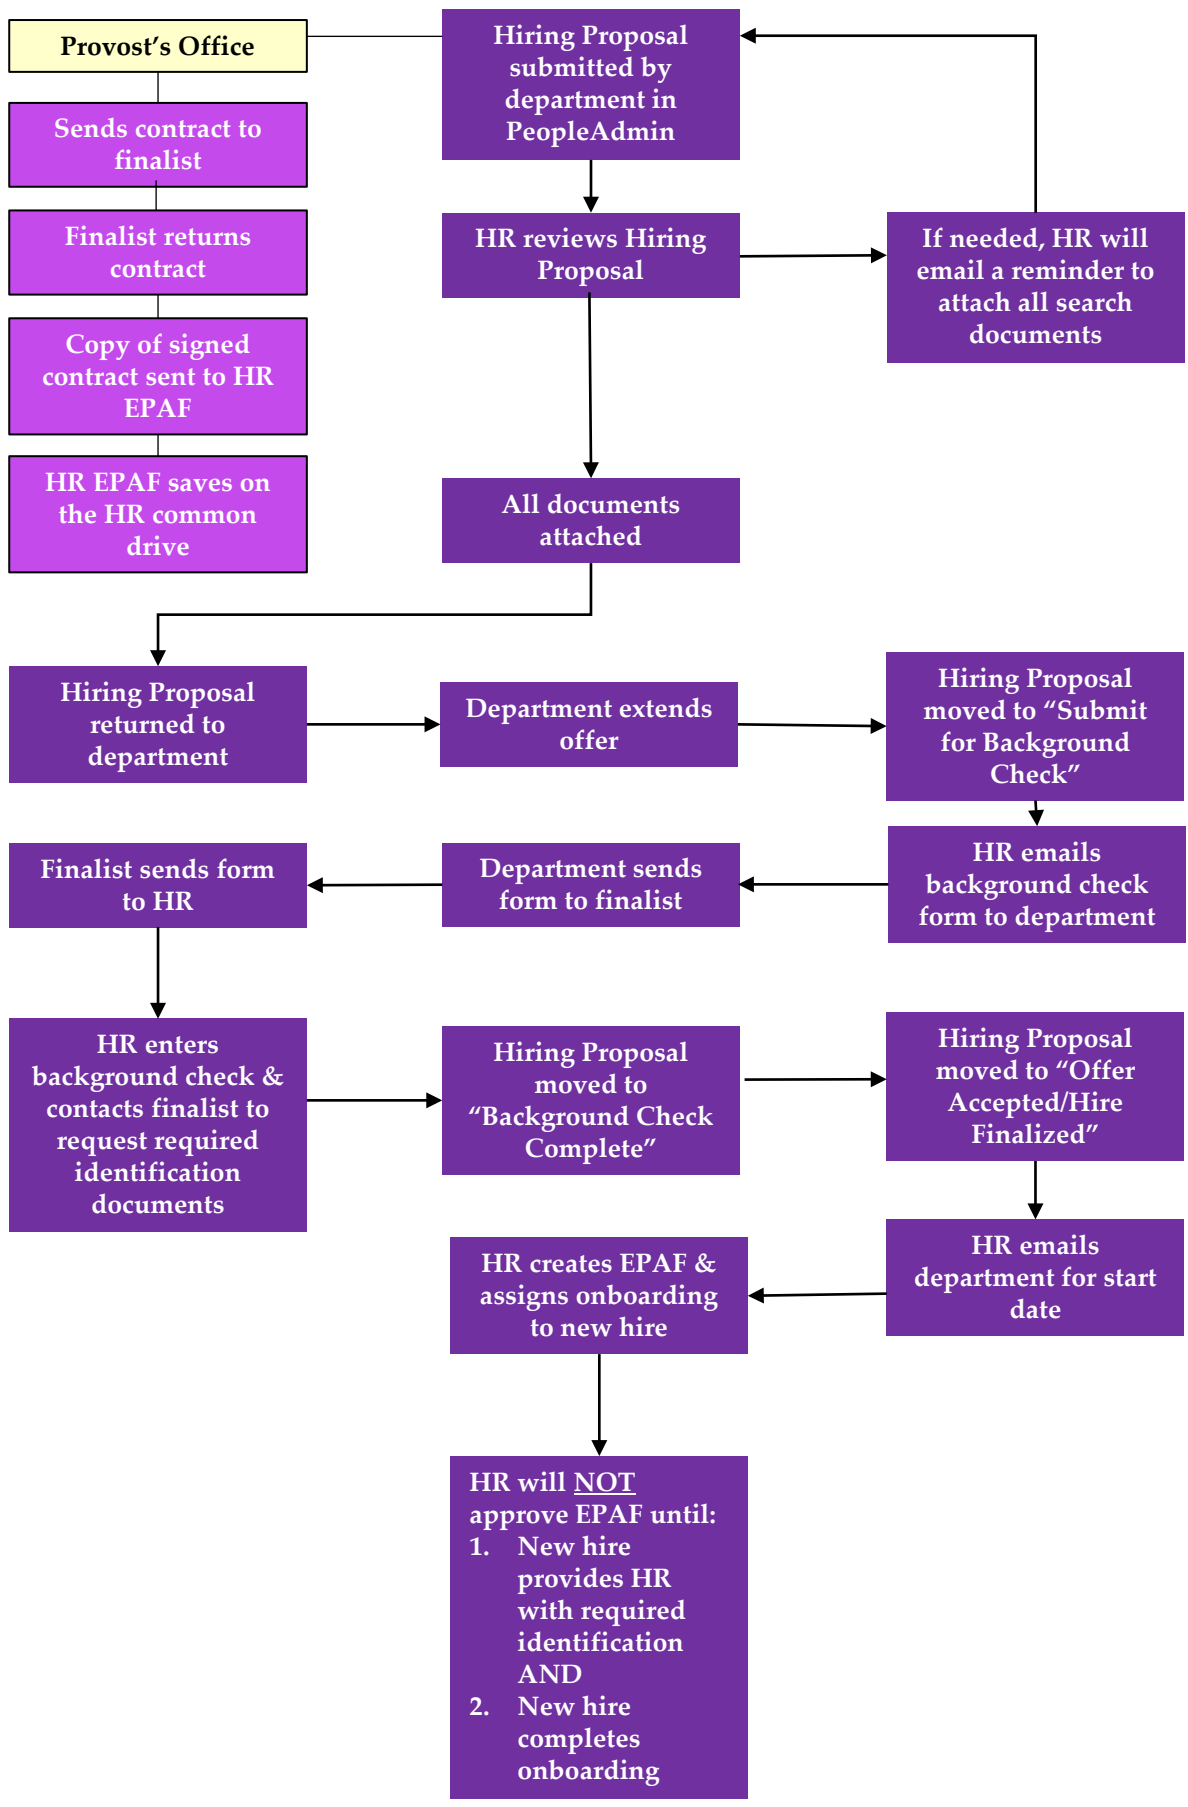 Provost’s Office
Sends contract to
finalist
Finalist returns
contract
Copy of signed
contract sent to HR
EPAF
HR EPAF saves on
the HR common
drive
Hiring Proposal
submitted by
department in
PeopleAdmin
HR reviews Hiring
Proposal
If needed, HR will
email a reminder to
attach all search
documents
All documents
attached
Hiring Proposal
returned to
department
Department extends
offer
Hiring Proposal
moved to “Submit
for Background
Check”
HR emails
background check
form to department
Department sends
form to finalist
Finalist sends form
to HR
HR enters
background check &
contacts finalist to
request required
identification
documents
Hiring Proposal
moved to
“Background Check
Complete”
Hiring Proposal
moved to “Offer
Accepted/Hire
Finalized”
HR emails
department for start
date
HR creates EPAF &
assigns onboarding
to new hire
HR will NOT
approve EPAF until:
1. New hire
provides HR
with required
identification
AND
2. New hire
completes
onboarding